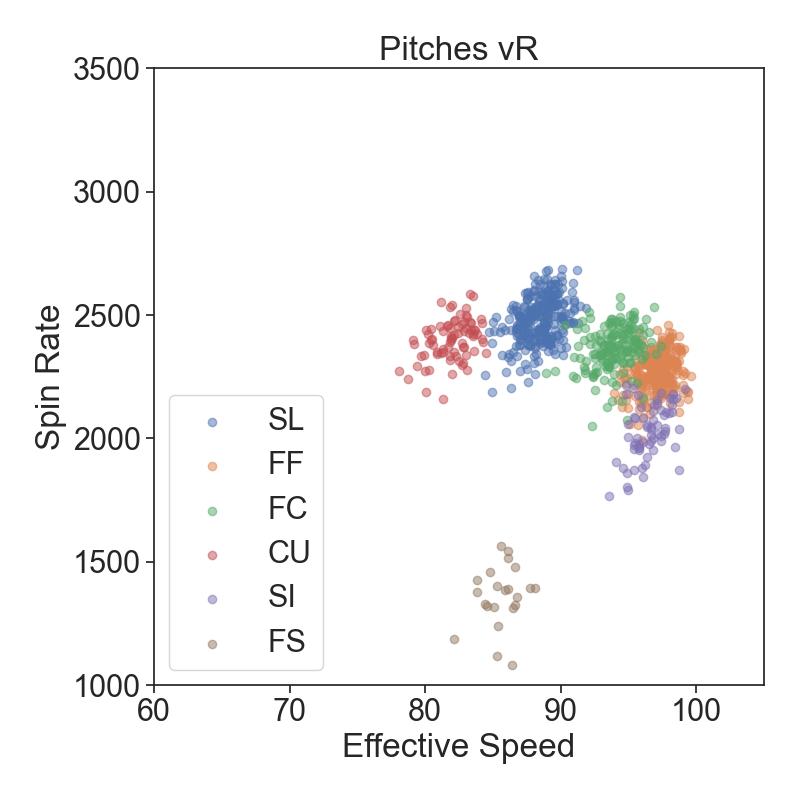 Pitches vR
3500
3000
2500
2000
1500
1000
Spin Rate
SL
FF
FC
CU
SI
FS
60 70 80 90 100
Effective Speed